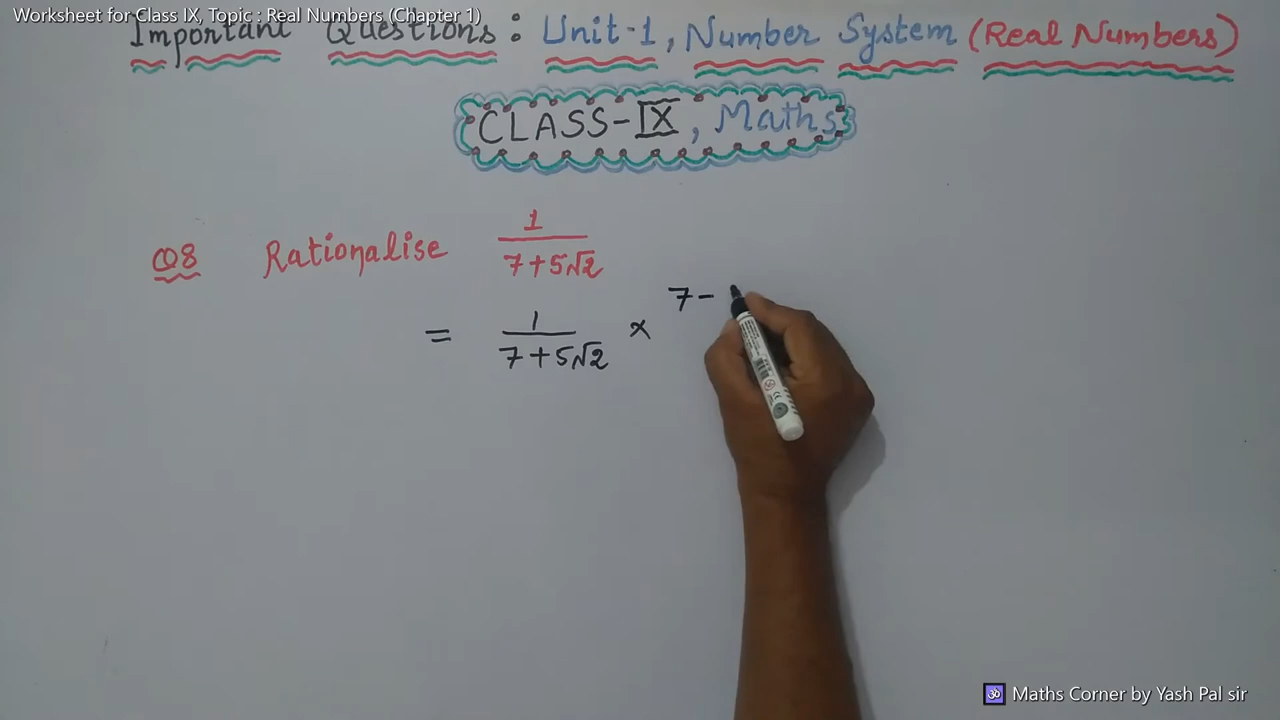 Worksheet for Class IX, Topic : Real Numbers (Chapter 1)
Important Questions : Unit-1, Number System (Real Numbers)
CLASS-IX, Maths
Q8 Rationalise 1/(7+5√2)
= 1/(7+5√2) × 7-
ॐ Maths Corner by Yash Pal sir